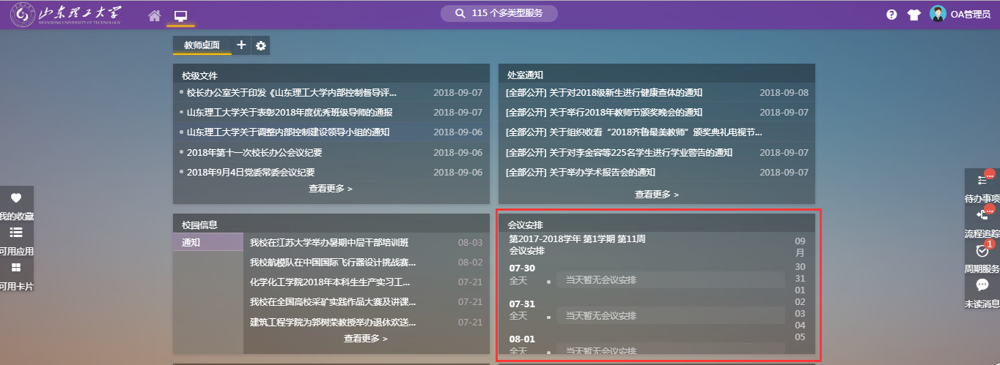 山东理工大学
SHANDONG UNIVERSITY OF TECHNOLOGY
115 个多类型服务
OA管理员
教师桌面
校级文件
校长办公室关于印发《山东理工大学内部控制督导评... 2018-09-07
山东理工大学关于表彰2018年度优秀班级导师的通报 2018-09-07
山东理工大学关于调整内部控制建设领导小组的通知 2018-09-06
2018年第十一次校长办公会议纪要 2018-09-06
2018年9月4日党委常委会议纪要 2018-09-06
查看更多 >
处室通知
[全部公开] 关于对2018级新生进行健康查体的通知 2018-09-08
[全部公开] 关于举行2018年教师节颁奖晚会的通知 2018-09-07
[全部公开] 关于组织收看“2018齐鲁最美教师”颁奖典礼电视节...
[全部公开] 关于对李金容等225名学生进行学业警告的通知 2018-09-07
[全部公开] 关于举办学术报告会的通知 2018-09-07
查看更多 >
校园信息
通知
我校在江苏大学举办暑期中层干部培训班 08-03
我校航模队在中国国际飞行器设计挑战赛... 08-02
化学化工学院2018年本科生生产实习工... 07-21
我校在全国高校采矿实践作品大赛及讲课... 07-21
建筑工程学院为郭树荣教授举办退休欢送... 07-21
查看更多 >
会议安排
第2017-2018学年 第1学期 第11周
会议安排
07-30
全天 当天暂无会议安排
07-31
全天 当天暂无会议安排
08-01
全天 当天暂无会议安排
09
月
30
31
01
02
03
04
05
我的收藏
可用应用
可用卡片
...
待办事项
...
流程追踪
1
周期服务
未读消息